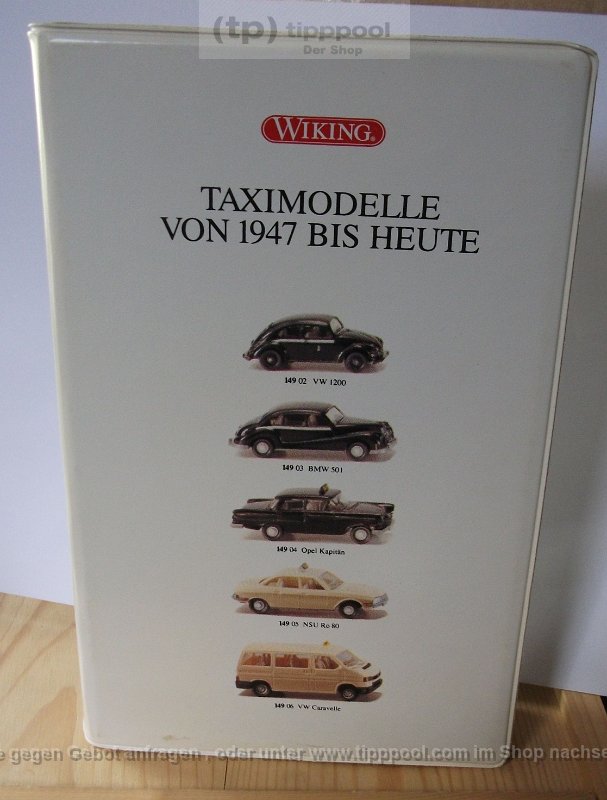 (tp) tipppool
Der Shop
WIKING®
TAXIMODELLE
VON 1947 BIS HEUTE
149 02 VW 1200
149 03 BMW 501
149 04 Opel Kapitän
149 05 NSU Ro 80
149 06 VW Caravelle
e gegen Gebot anfragen , oder unter www.tipppool.com im Shop nachse